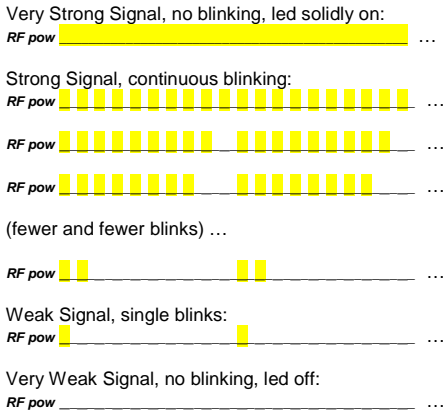 Very Strong Signal, no blinking, led solidly on:
RF pow ...
Strong Signal, continuous blinking:
RF pow ...
RF pow ...
RF pow ...
(fewer and fewer blinks) ...
RF pow ...
Weak Signal, single blinks:
RF pow ...
Very Weak Signal, no blinking, led off:
RF pow ...